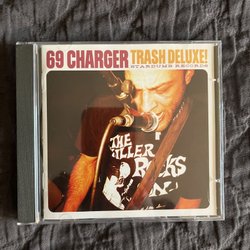 69 CHARGER TRASH DELUXE!
STARDUMB RECORDS
THE
KILLER
ROCKS